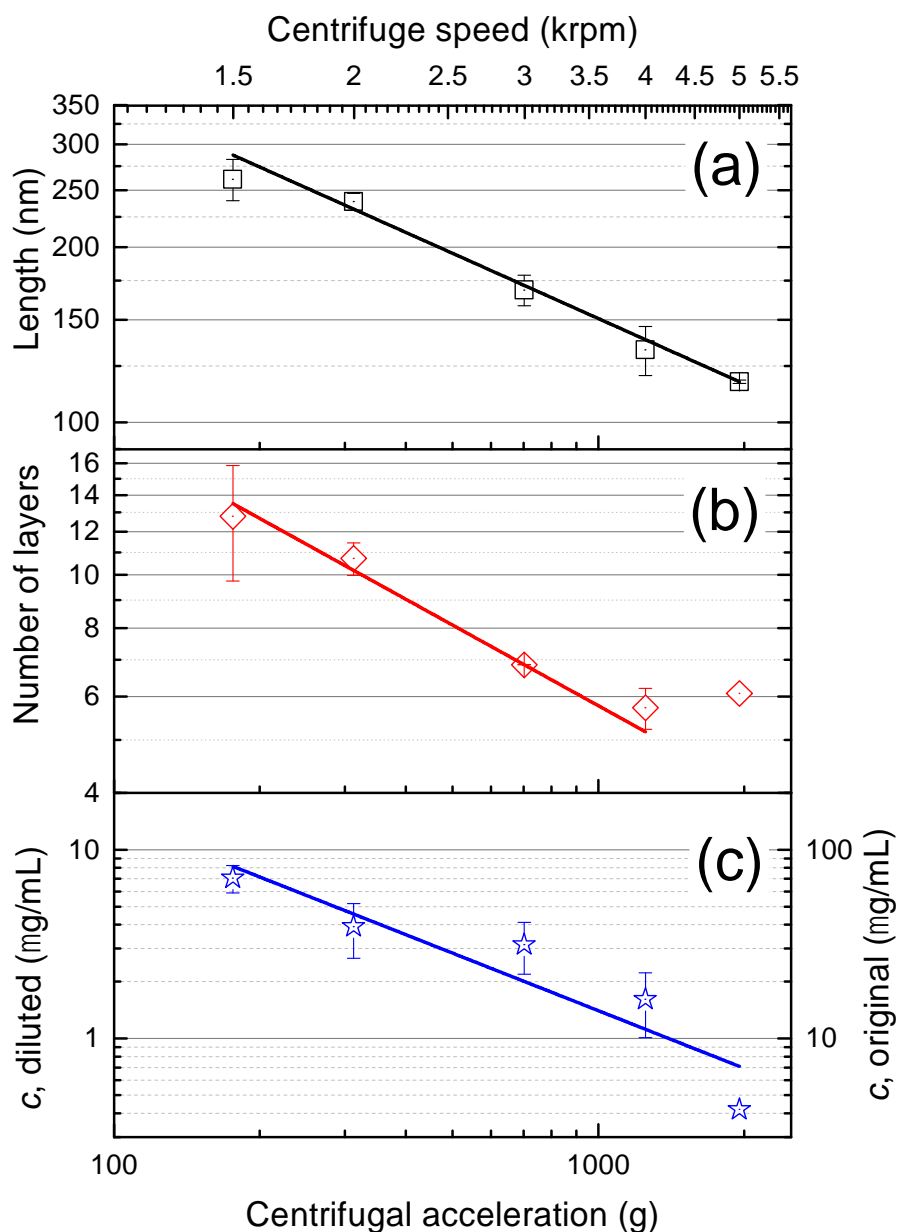 Centrifuge speed (krpm)
1.5 2 2.5 3 3.5 4 4.5 5 5.5
350
300
250
200
150
100
Length (nm)
(a)
16
14
12
10
8
6
4
Number of layers
(b)
10
1
c, diluted (mg/mL)
(c)
100
10
c, original (mg/mL)
100 1000
Centrifugal acceleration (g)